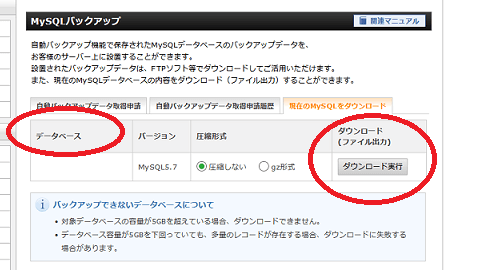 MySQLバックアップ
関連マニュアル
自動バックアップ機能で保存されたMySQLデータベースのバックアップデータを、
お客様のサーバー上に設置することができます。
設置されたバックアップデータは、FTPソフト等でダウンロードしてご活用いただけます。
また、現在のMySQLデータベースの内容をダウンロード（ファイル出力）することができます。
自動バックアップデータ取得申請 自動バックアップデータ取得申請履歴 現在のMySQLをダウンロード
データベース バージョン 圧縮形式 ダウンロード
(ファイル出力)
MySQL5.7 圧縮しない gz形式 ダウンロード実行
バックアップできないデータベースについて
・対象データベースの容量が5GBを超えている場合、ダウンロードできません。
・データベース容量が5GBを下回っていても、多量のレコードが存在する場合、ダウンロードに失敗する
場合があります。